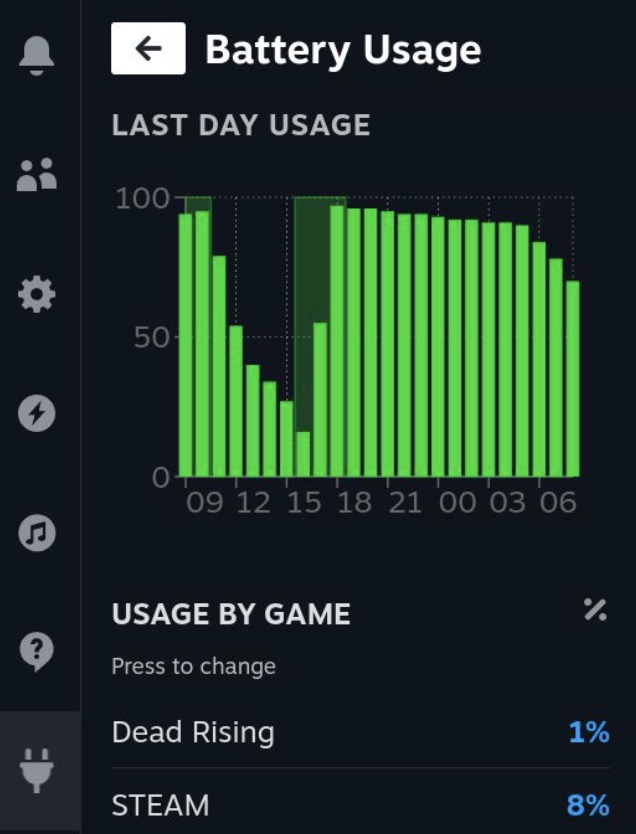 Battery Usage
LAST DAY USAGE
100
50
0
09 12 15 18 21 00 03 06
USAGE BY GAME
Press to change
Dead Rising 1%
STEAM 8%